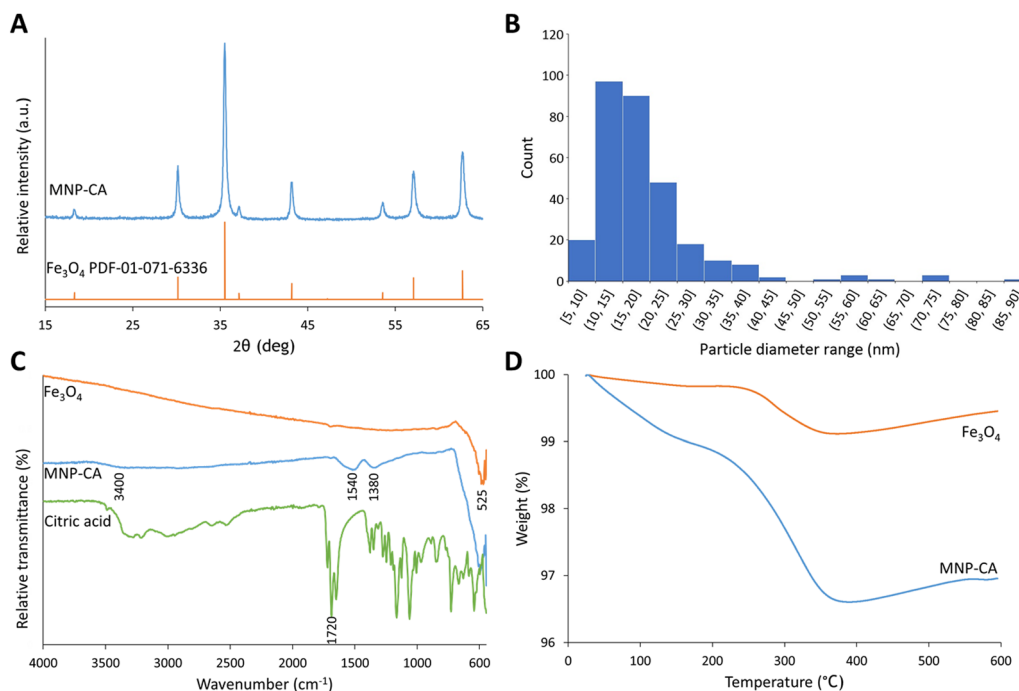 A
Relative intensity (a.u.)
MNP-CA
Fe₃O₄ PDF-01-071-6336
15 25 35 45 55 65
2θ (deg)
B
Count
120
100
80
60
40
20
0
[5, 10] (10, 15] (15, 20] (20, 25] (25, 30] (30, 35] (35, 40] (40, 45] (45, 50] (50, 55] (55, 60] (60, 65] (65, 70] (70, 75] (75, 80] (80, 85] (85, 90]
Particle diameter range (nm)
C
Relative transmittance (%)
Fe₃O₄
MNP-CA
Citric acid
3400
1540
1380
525
1720
4000 3500 3000 2500 2000 1500 1000 600
Wavenumber (cm⁻¹)
D
Weight (%)
100
99
98
97
96
Fe₃O₄
MNP-CA
0 100 200 300 400 500 600
Temperature (°C)